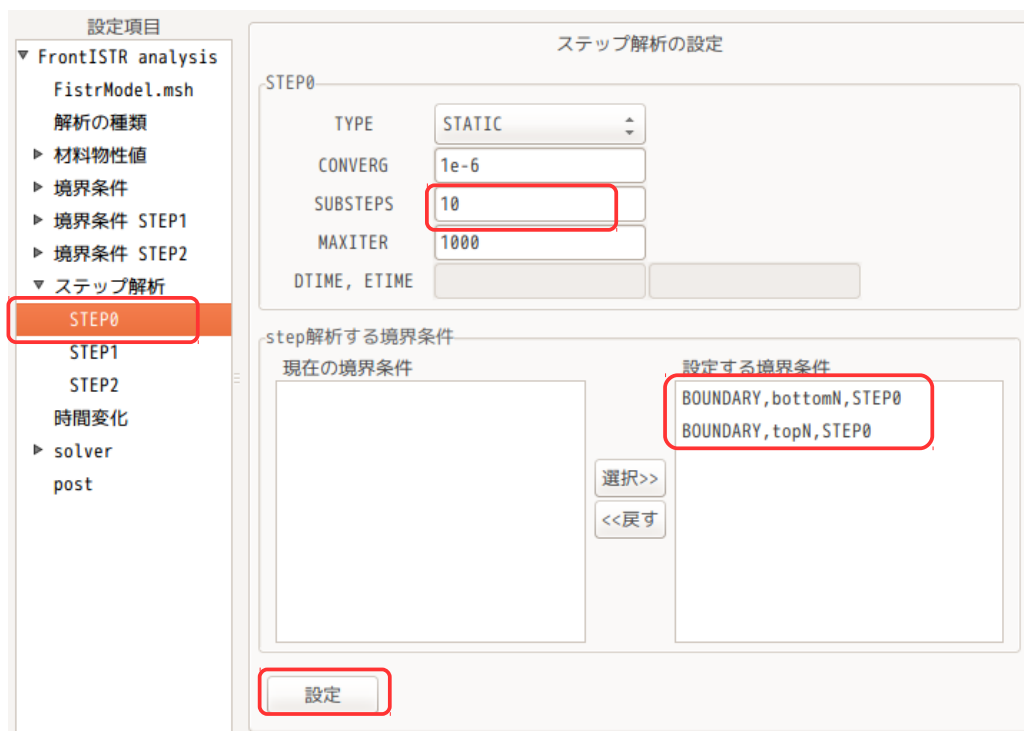 設定項目
FrontISTR analysis
FistrModel.msh
解析の種類
材料物性値
境界条件
境界条件 STEP1
境界条件 STEP2
ステップ解析
STEP0
STEP1
STEP2
時間変化
solver
post
ステップ解析の設定
STEP0
TYPE STATIC
CONVERG 1e-6
SUBSTEPS 10
MAXITER 1000
DTIME, ETIME
step解析する境界条件
現在の境界条件
選択>>
<<戻す
設定する境界条件
BOUNDARY,bottomN,STEP0
BOUNDARY,topN,STEP0
設定